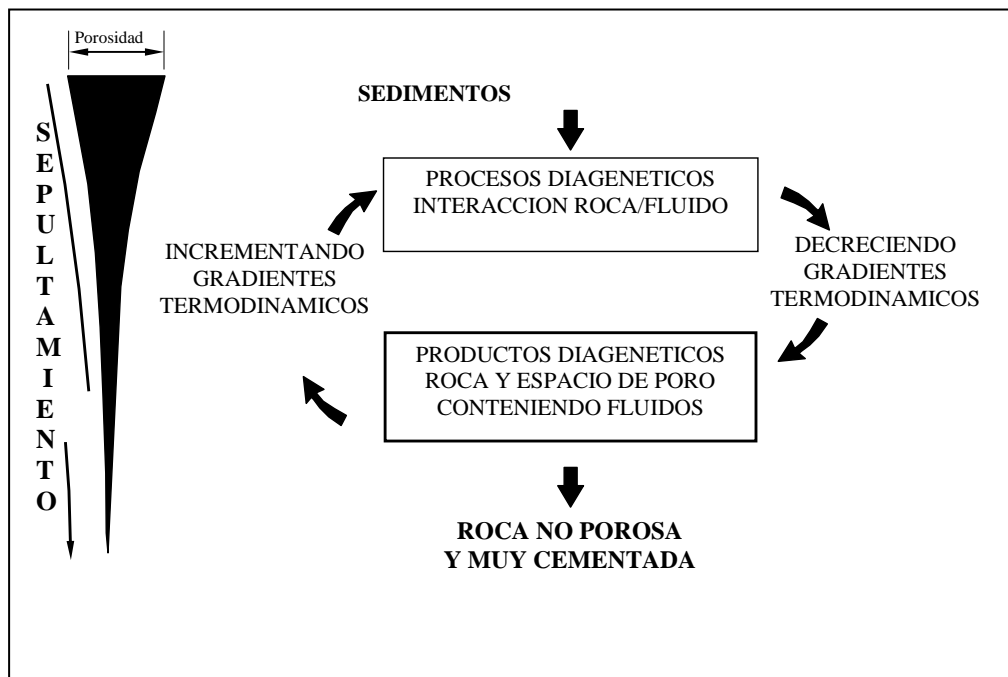 Porosidad
SEPULTAMIENTO
SEDIMENTOS
PROCESOS DIAGENETICOS
INTERACCION ROCA/FLUIDO
INCREMENTANDO
GRADIENTES
TERMODINAMICOS
DECRECIENDO
GRADIENTES
TERMODINAMICOS
PRODUCTOS DIAGENETICOS
ROCA Y ESPACIO DE PORO
CONTENIENDO FLUIDOS
ROCA NO POROSA
Y MUY CEMENTADA